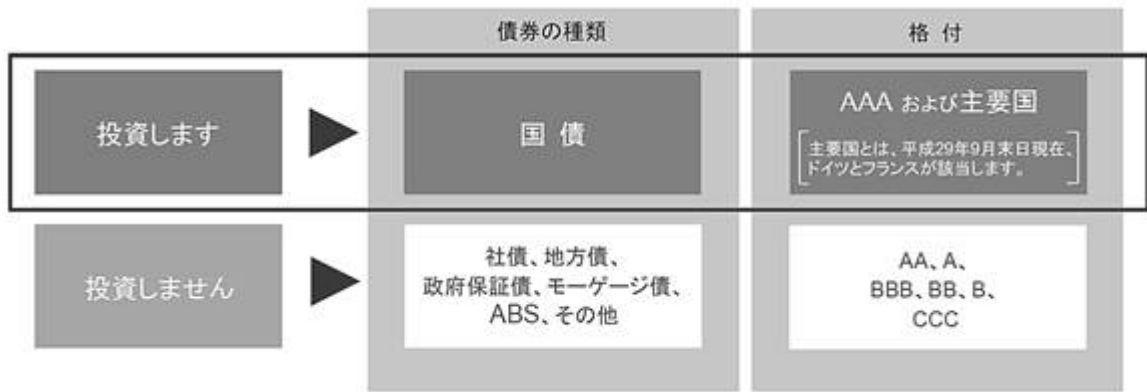 債券の種類
格 付
投資します
国 債
AAA および主要国
主要国とは、平成29年9月末日現在、
ドイツとフランスが該当します。
投資しません
社債、地方債、
政府保証債、モーゲージ債、
ABS、その他
AA、A、
BBB、BB、B、
CCC